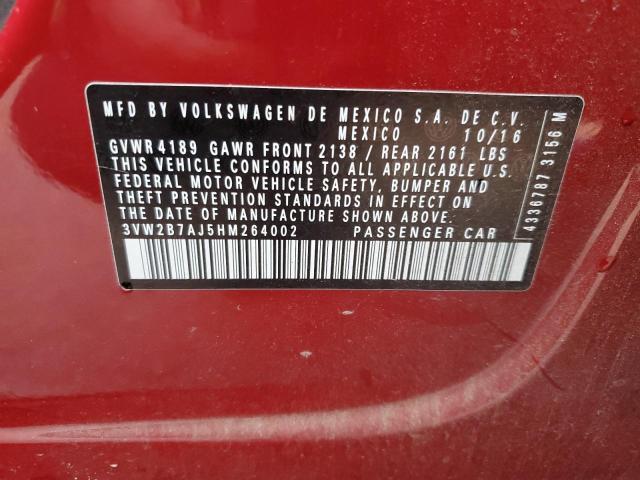 MFD BY VOLKSWAGEN DE MEXICO S.A. DE C.V.
MEXICO 10/16
GVWR 4189 GAWR FRONT 2138 / REAR 2161 LBS
THIS VEHICLE CONFORMS TO ALL APPLICABLE U.S.
FEDERAL MOTOR VEHICLE SAFETY, BUMPER AND
THEFT PREVENTION STANDARDS IN EFFECT ON
THE DATE OF MANUFACTURE SHOWN ABOVE.
3VW2B7AJ5HM264002 PASSENGER CAR
4336787 3156 M